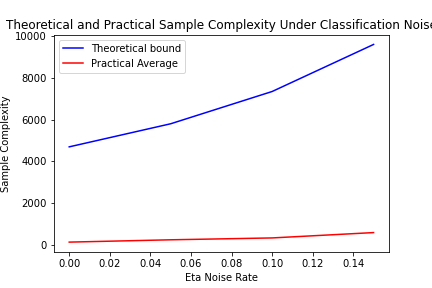 Theoretical and Practical Sample Complexity Under Classification Noise
Theoretical bound
Practical Average
Sample Complexity
10000
8000
6000
4000
2000
0
0.00 0.02 0.04 0.06 0.08 0.10 0.12 0.14
Eta Noise Rate